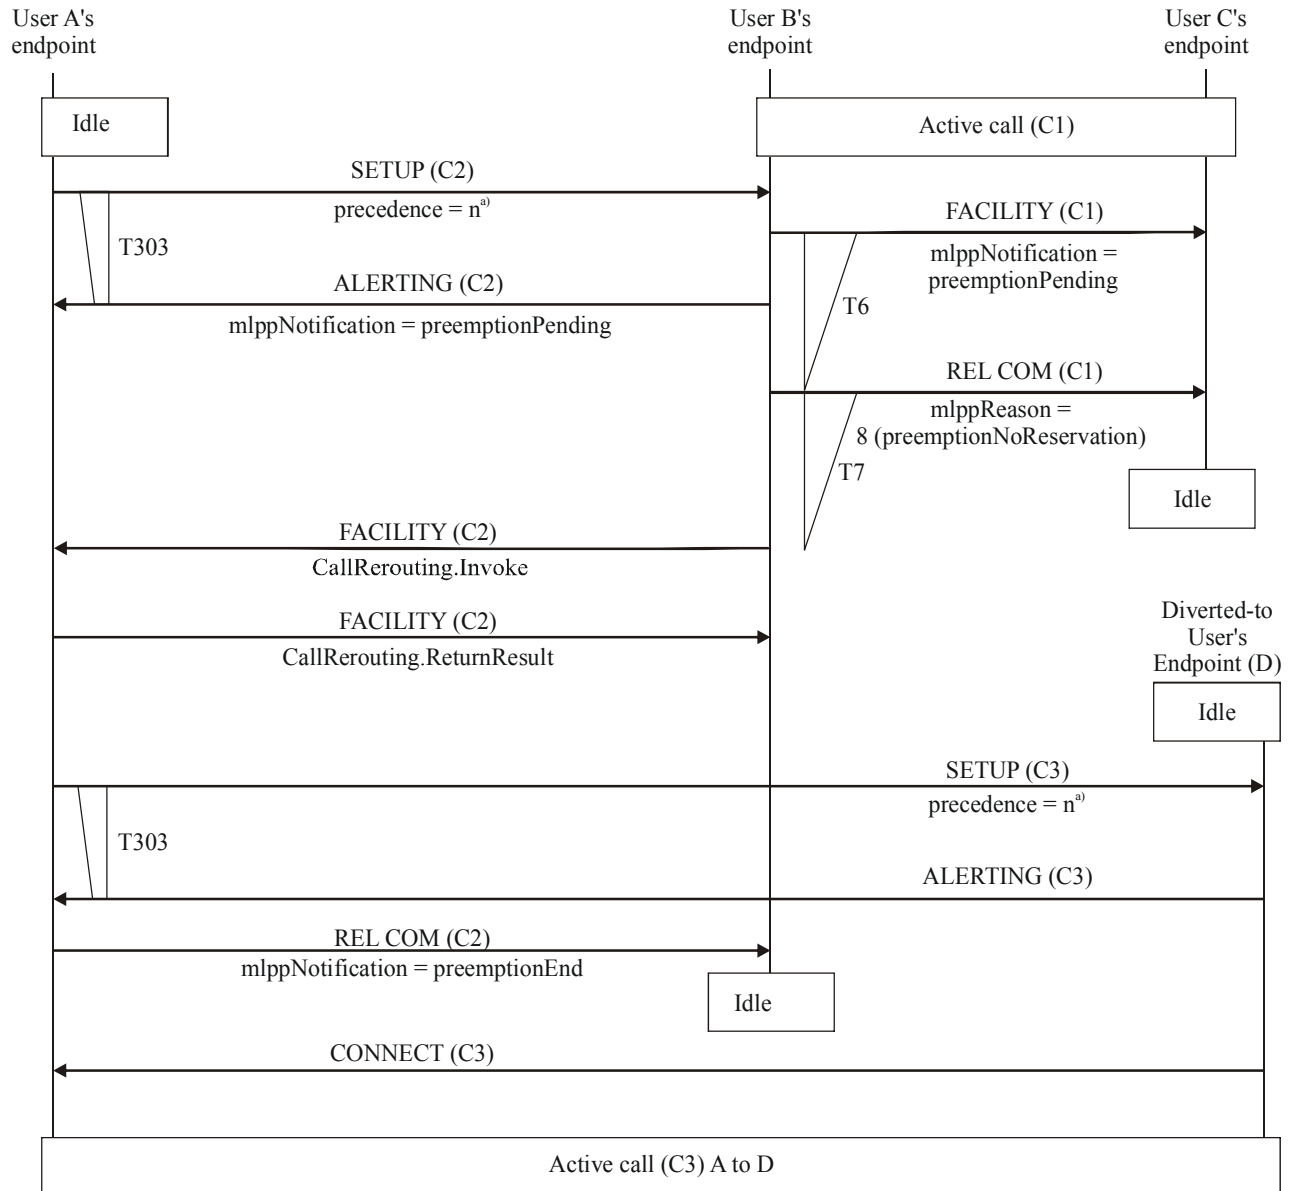 User A's
endpoint
User B's
endpoint
User C's
endpoint
Idle
Active call (C1)
SETUP (C2)
precedence = nᵃ⁾
T303
FACILITY (C1)
mlppNotification =
preemptionPending
ALERTING (C2)
mlppNotification = preemptionPending
T6
REL COM (C1)
mlppReason =
8 (preemptionNoReservation)
T7
Idle
FACILITY (C2)
CallRerouting.Invoke
FACILITY (C2)
CallRerouting.ReturnResult
Diverted-to
User's
Endpoint (D)
Idle
SETUP (C3)
precedence = nᵃ⁾
T303
ALERTING (C3)
REL COM (C2)
mlppNotification = preemptionEnd
Idle
CONNECT (C3)
Active call (C3) A to D